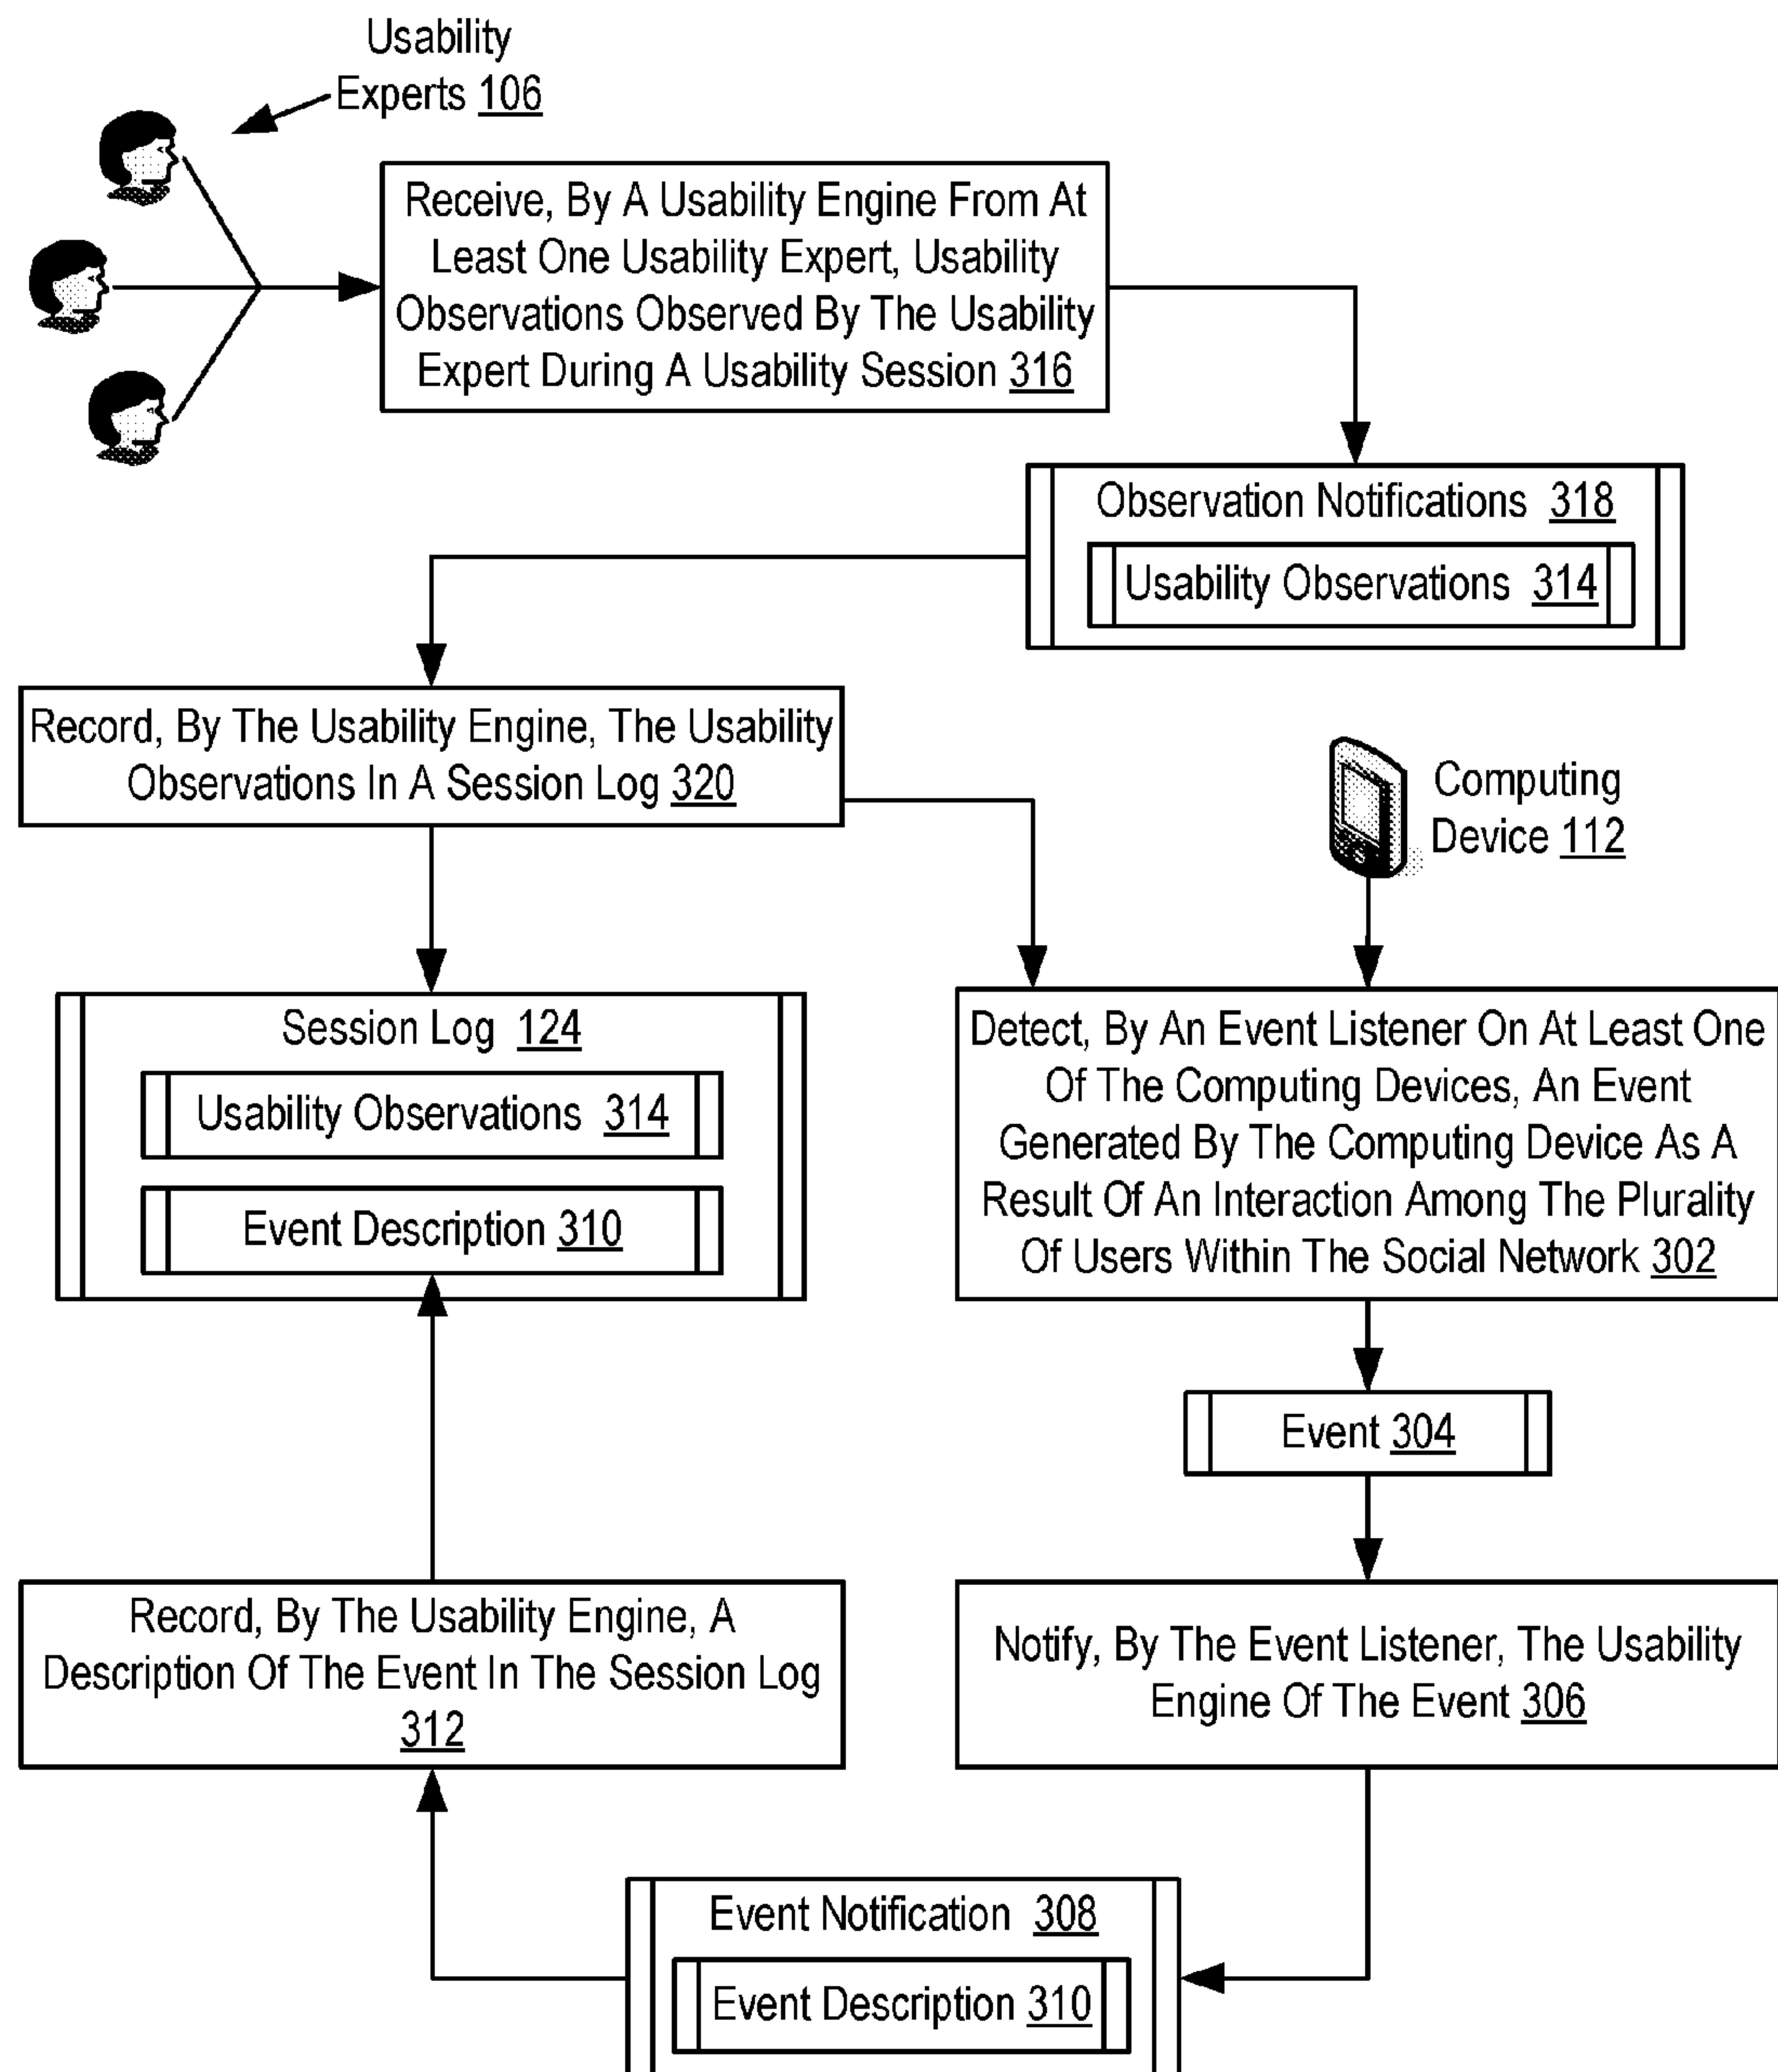 Usability
Experts 106
Receive, By A Usability Engine From At
Least One Usability Expert, Usability
Observations Observed By The Usability
Expert During A Usability Session 316
Observation Notifications 318
Usability Observations 314
Record, By The Usability Engine, The Usability
Observations In A Session Log 320
Computing
Device 112
Session Log 124
Usability Observations 314
Event Description 310
Detect, By An Event Listener On At Least One
Of The Computing Devices, An Event
Generated By The Computing Device As A
Result Of An Interaction Among The Plurality
Of Users Within The Social Network 302
Event 304
Record, By The Usability Engine, A
Description Of The Event In The Session Log
312
Notify, By The Event Listener, The Usability
Engine Of The Event 306
Event Notification 308
Event Description 310